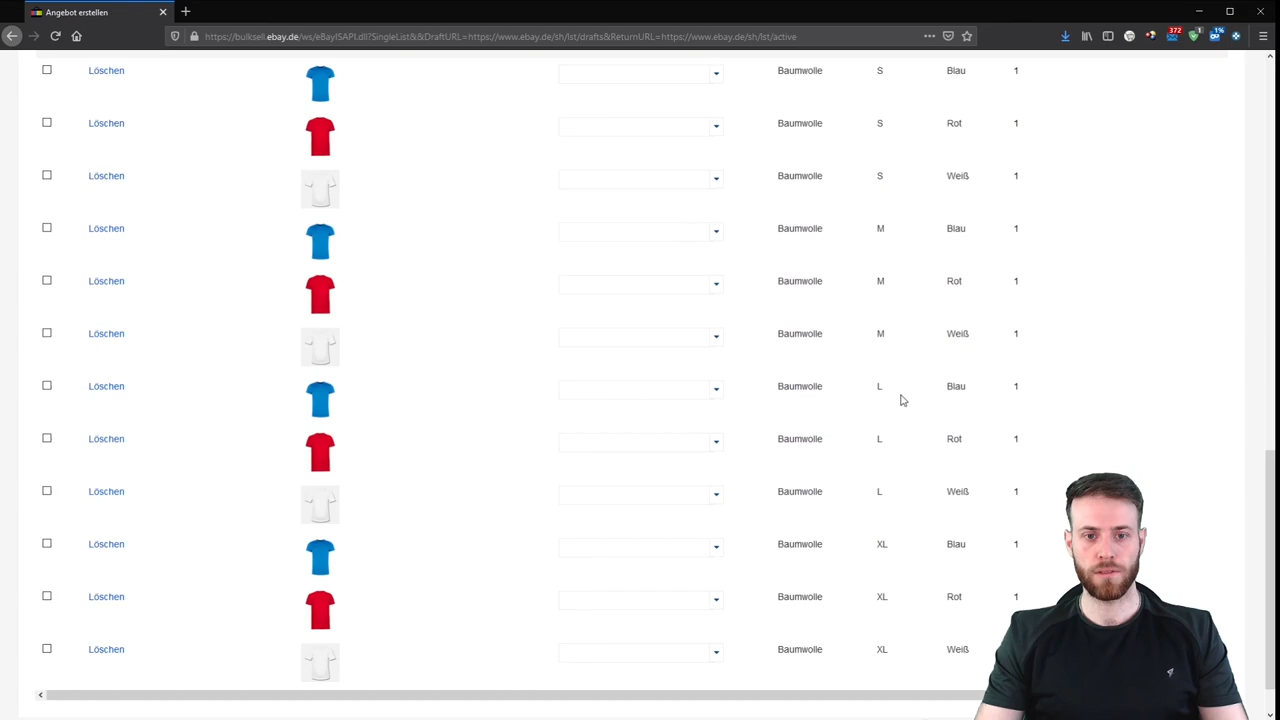 Angebot erstellen
https://bulksell.ebay.de/ws/eBayISAPI.dll?SingleList&i&DraftURL=https://www.ebay.de/sh/lst/drafts&ReturnURL=https://www.ebay.de/sh/lst/active
372
1
1%
Löschen Baumwolle S Blau 1
Löschen Baumwolle S Rot 1
Löschen Baumwolle S Weiß 1
Löschen Baumwolle M Blau 1
Löschen Baumwolle M Rot 1
Löschen Baumwolle M Weiß 1
Löschen Baumwolle L Blau 1
Löschen Baumwolle L Rot 1
Löschen Baumwolle L Weiß 1
Löschen Baumwolle XL Blau 1
Löschen Baumwolle XL Rot 1
Löschen Baumwolle XL Weiß